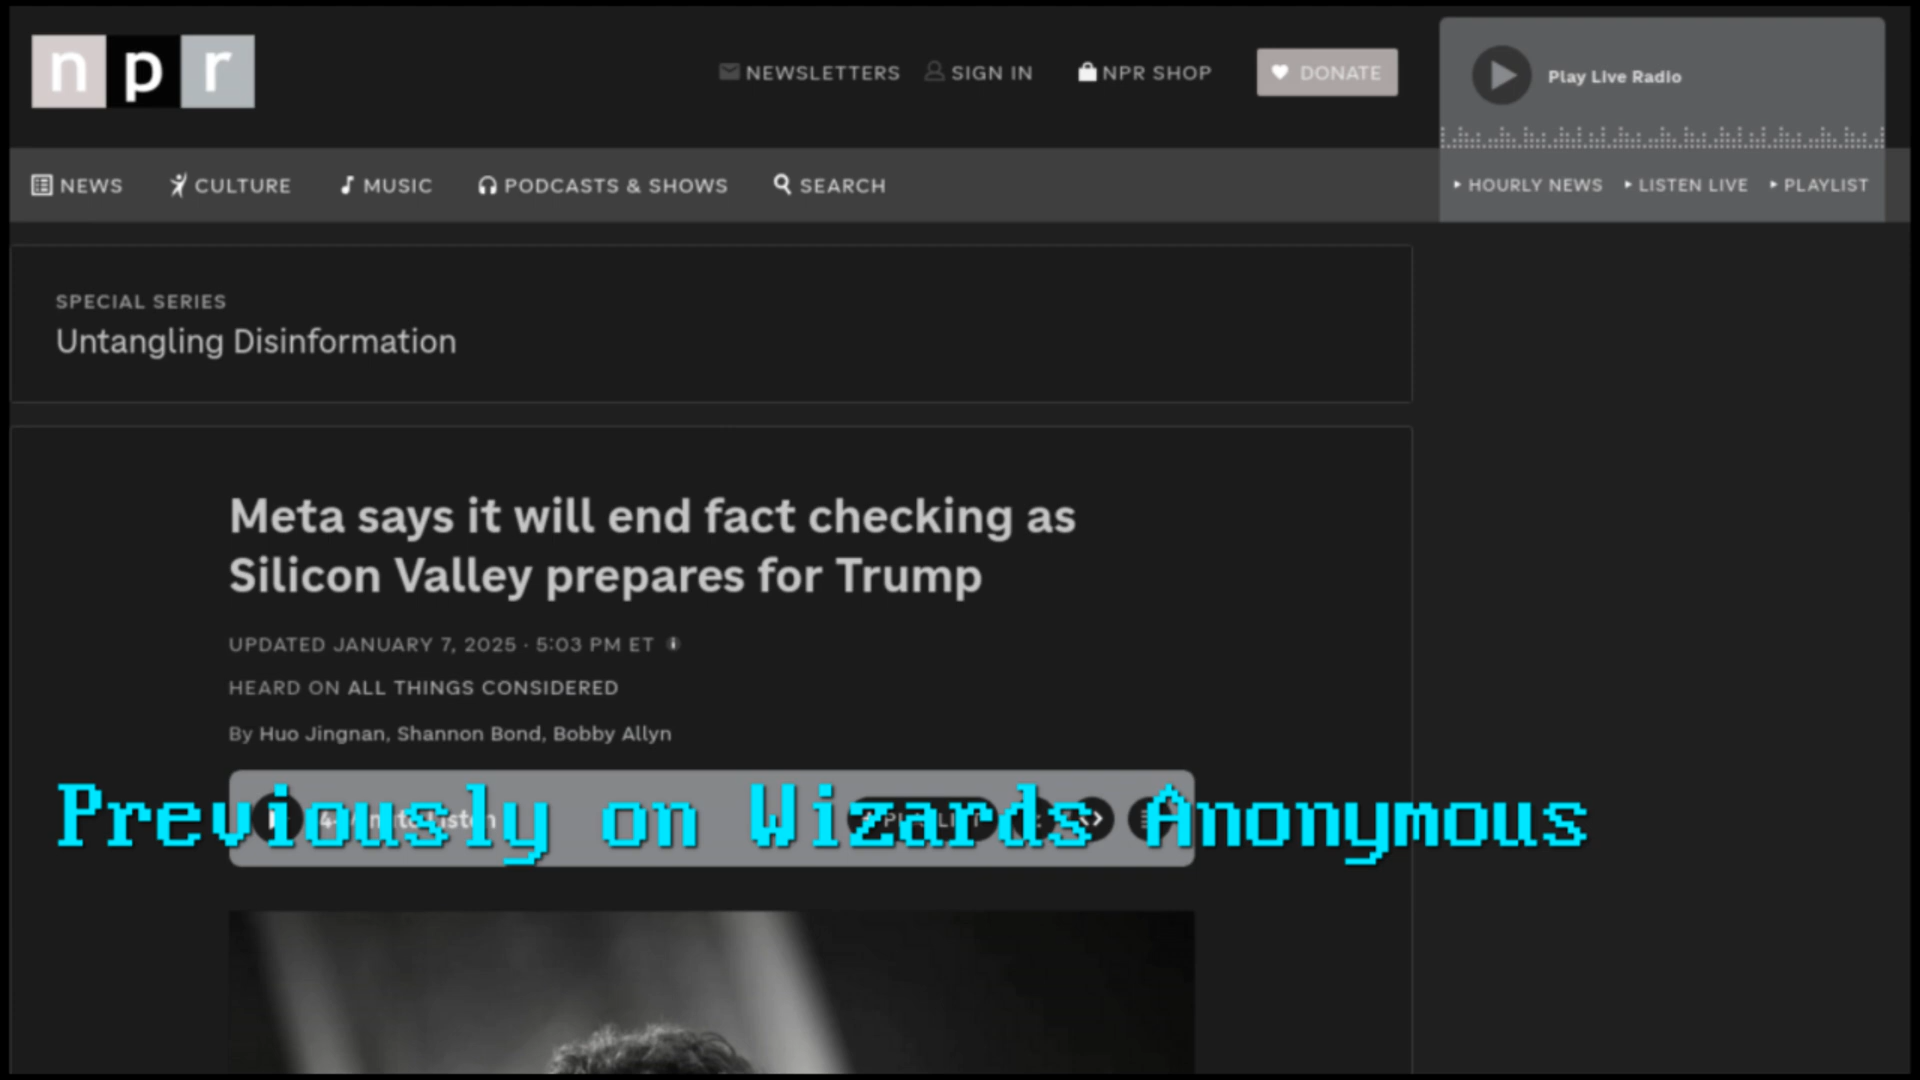 npr
NEWSLETTERS SIGN IN NPR SHOP DONATE
Play Live Radio
NEWS CULTURE MUSIC PODCASTS & SHOWS SEARCH
HOURLY NEWS LISTEN LIVE PLAYLIST
SPECIAL SERIES
Untangling Disinformation
Meta says it will end fact checking as
Silicon Valley prepares for Trump
UPDATED JANUARY 7, 2025 · 5:03 PM ET
HEARD ON ALL THINGS CONSIDERED
By Huo Jingnan, Shannon Bond, Bobby Allyn
Previously on Wizards Anonymous